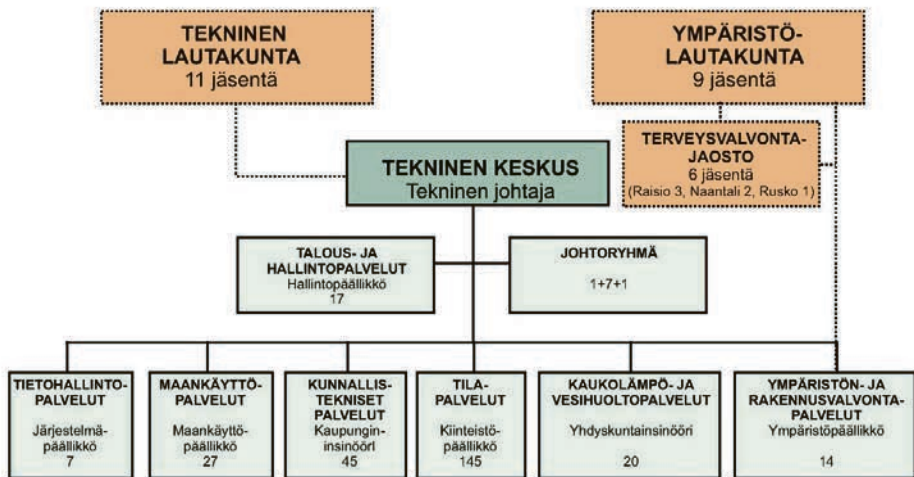 TEKNINEN
LAUTAKUNTA
11 jäsentä
YMPÄRISTÖ-
LAUTAKUNTA
9 jäsentä
TERVEYSVALVONTA-
JAOSTO
6 jäsentä
(Raisio 3, Naantali 2, Rusko 1)
TEKNINEN KESKUS
Tekninen johtaja
TALOUS- JA
HALLINTOPALVELUT
Hallintopäällikkö
17
JOHTORYHMÄ
1+7+1
TIETOHALLINTO-
PALVELUT
Järjestelmä-
päällikkö
7
MAANKÄYTTÖ-
PALVELUT
Maankäyttö-
päällikkö
27
KUNNALLIS-
TEKNISET
PALVELUT
Kaupungin-
insinööri
45
TILA-
PALVELUT
Kiinteistö-
päällikkö
145
KAUKOLÄMPÖ- JA
VESIHUOLTOPALVELUT
Yhdyskuntainsinööri
20
YMPÄRISTÖN- JA
RAKENNUSVALVONTA-
PALVELUT
Ympäristöpäällikkö
14